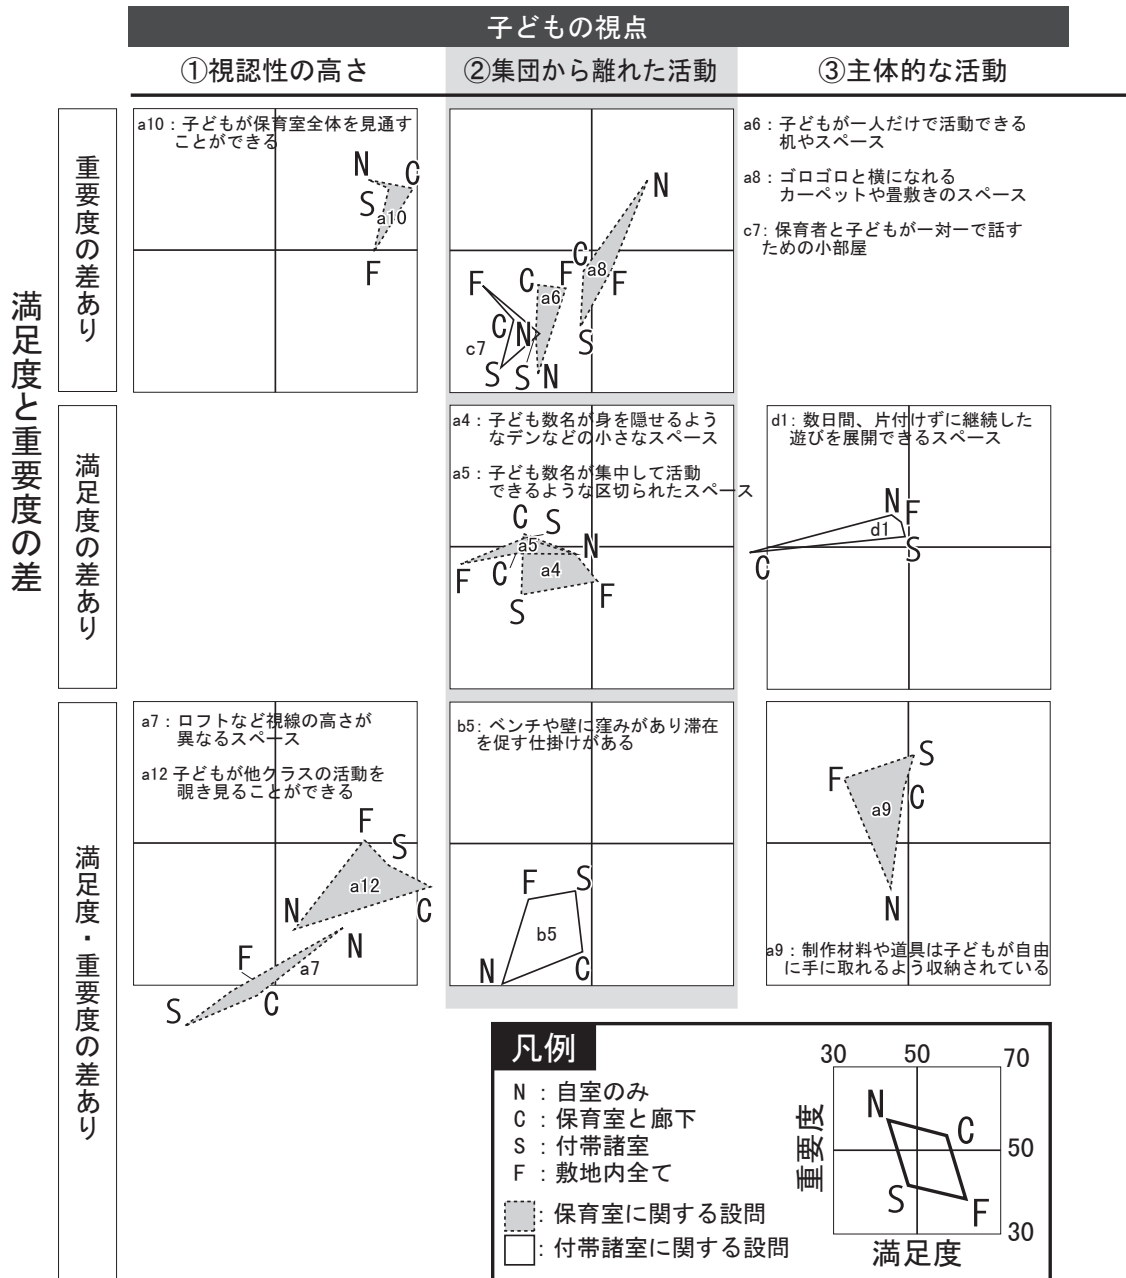 子どもの視点
①視認性の高さ
②集団から離れた活動
③主体的な活動
満足度と重要度の差
重要度の差あり
a10：子どもが保育室全体を見通す
ことができる
N
C
S
a10
F
N
C
a8
F
S
F
C
F
a6
C
N
c7
S
S
N
a6：子どもが一人だけで活動できる
机やスペース
a8：ゴロゴロと横になれる
カーペットや畳敷きのスペース
c7：保育者と子どもが一対一で話す
ための小部屋
満足度の差あり
a4：子ども数名が身を隠せるよう
なデンなどの小さなスペース
a5：子ども数名が集中して活動
できるような区切られたスペース
C
S
a5
N
F
C
a4
S
F
d1：数日間、片付けずに継続した
遊びを展開できるスペース
N
F
d1
S
C
満足度・重要度の差あり
a7：ロフトなど視線の高さが
異なるスペース
a12 子どもが他クラスの活動を
覗き見ることができる
F
S
a12
N
C
N
F
a7
S
C
b5：ベンチや壁に窪みがあり滞在
を促す仕掛けがある
F
S
b5
N
C
S
F
C
a9
N
a9：制作材料や道具は子どもが自由
に手に取れるよう収納されている
凡例
N：自室のみ
C：保育室と廊下
S：付帯諸室
F：敷地内全て
：保育室に関する設問
：付帯諸室に関する設問
30 50 70
重要度
N
C
50
S
F
30
満足度